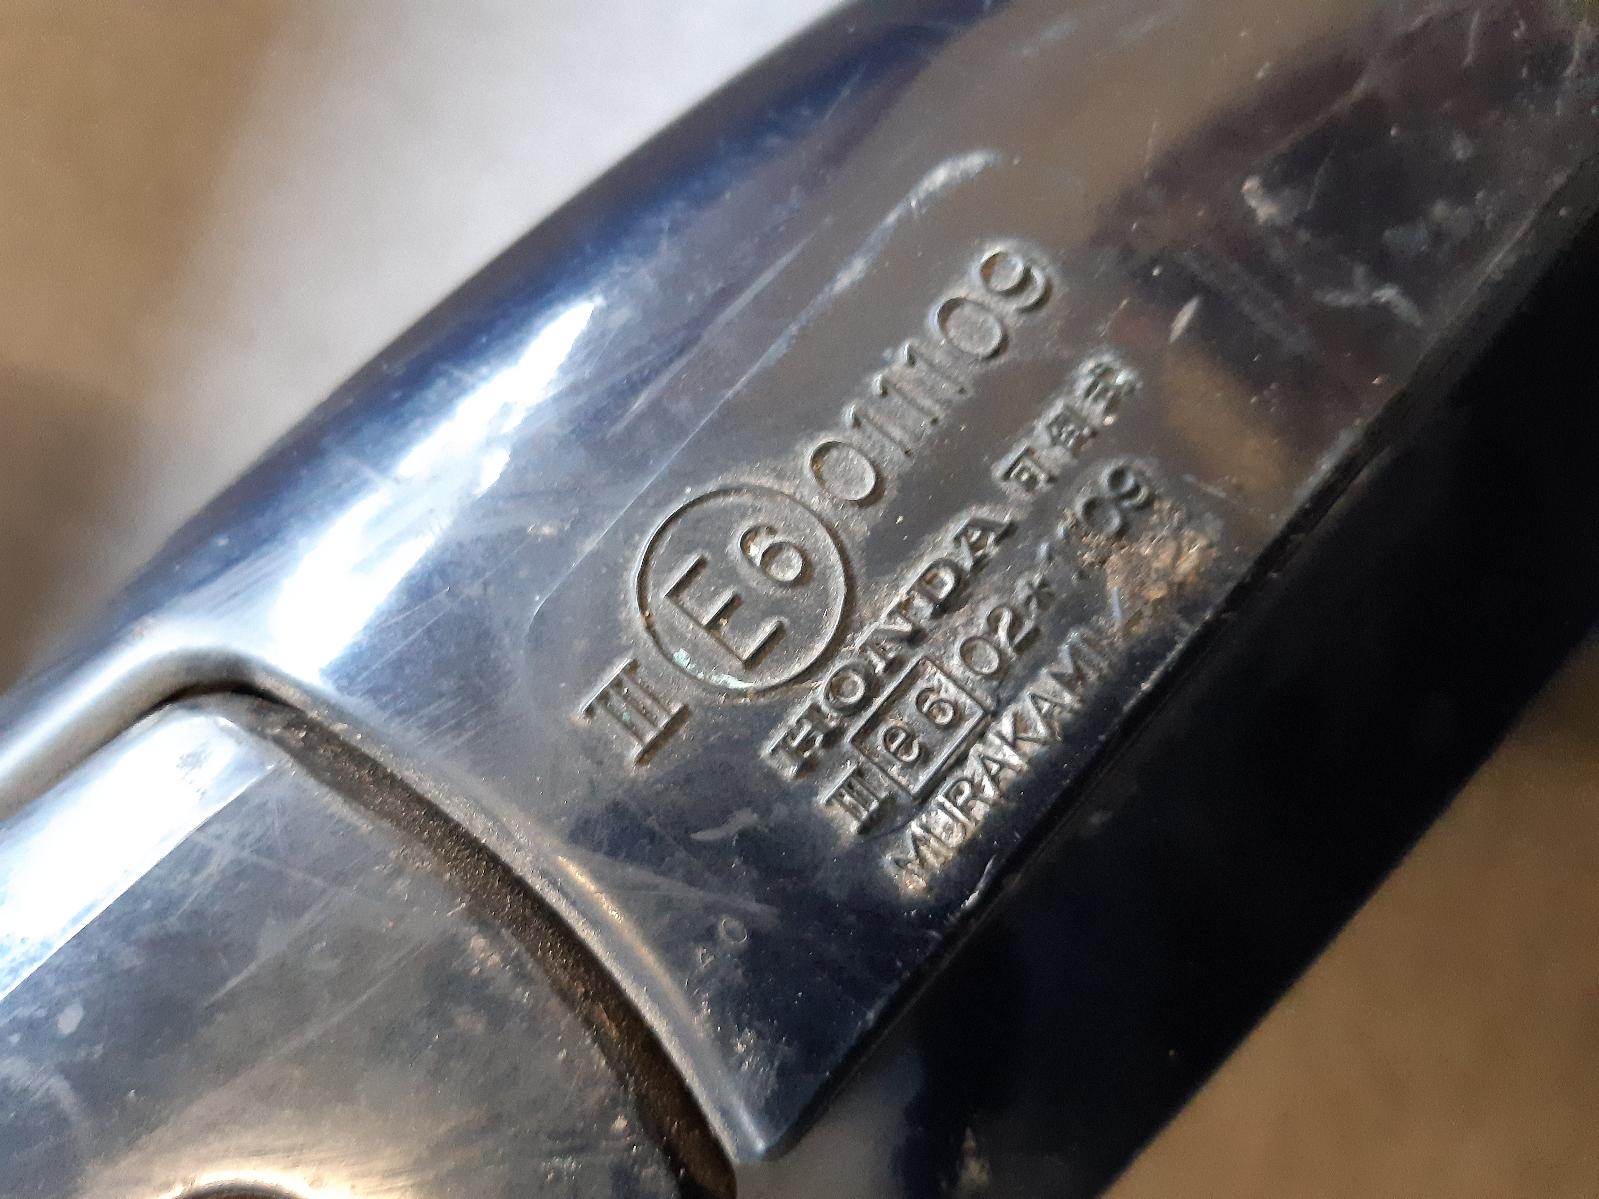 III E6 011109
HONDA
III e6 02*1109
MURAKAMI